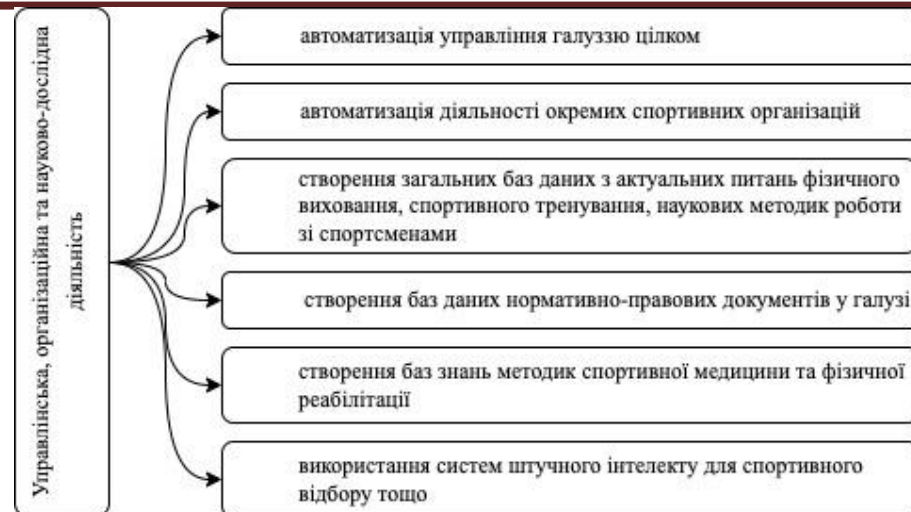 Управлінська, організаційна та науково-дослідна
діяльність
автоматизація управління галуззю цілком
автоматизація діяльності окремих спортивних організацій
створення загальних баз даних з актуальних питань фізичного
виховання, спортивного тренування, наукових методик роботи
зі спортсменами
створення баз даних нормативно-правових документів у галузі
створення баз знань методик спортивної медицини та фізичної
реабілітації
використання систем штучного інтелекту для спортивного
відбору тощо